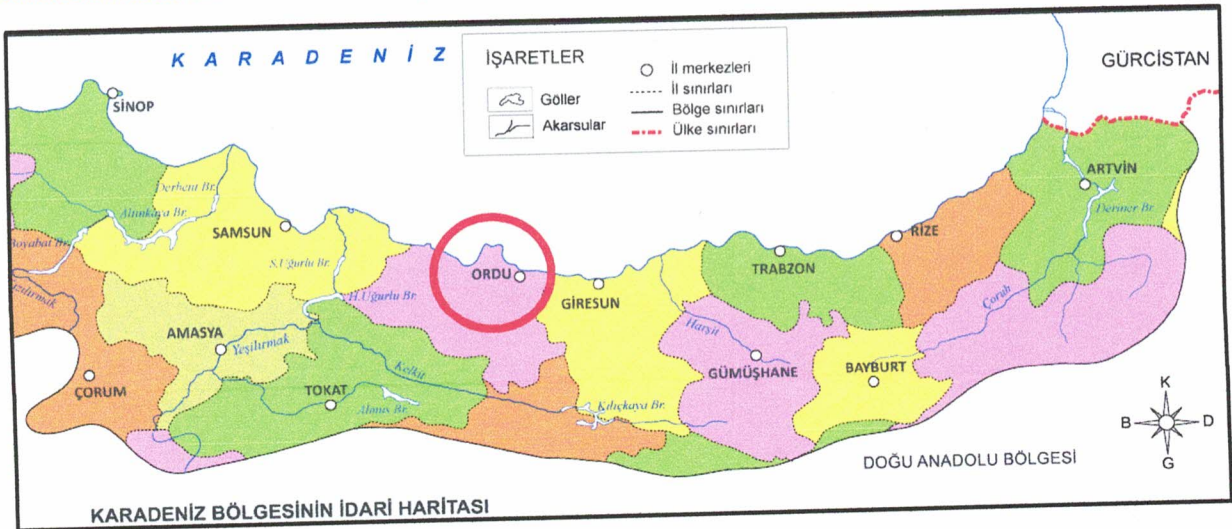 KARADENİZ
İŞARETLER
Göller
Akarsular
İl merkezleri
İl sınırları
Bölge sınırları
Ülke sınırları
GÜRCİSTAN
SİNOP
Derbent Br.
Altınkaya Br.
Boyabat Br.
Kızılırmak
SAMSUN
S.Uğurlu Br.
H.Uğurlu Br.
ORDU
GİRESUN
TRABZON
RİZE
ARTVİN
Deriner Br.
Çoruh
Harşit
GÜMÜŞHANE
BAYBURT
AMASYA
Yeşilırmak
ÇORUM
TOKAT
Almus Br.
Kelkit
Kılıçkaya Br.
K
B
D
G
DOĞU ANADOLU BÖLGESİ
KARADENİZ BÖLGESİNİN İDARİ HARİTASI